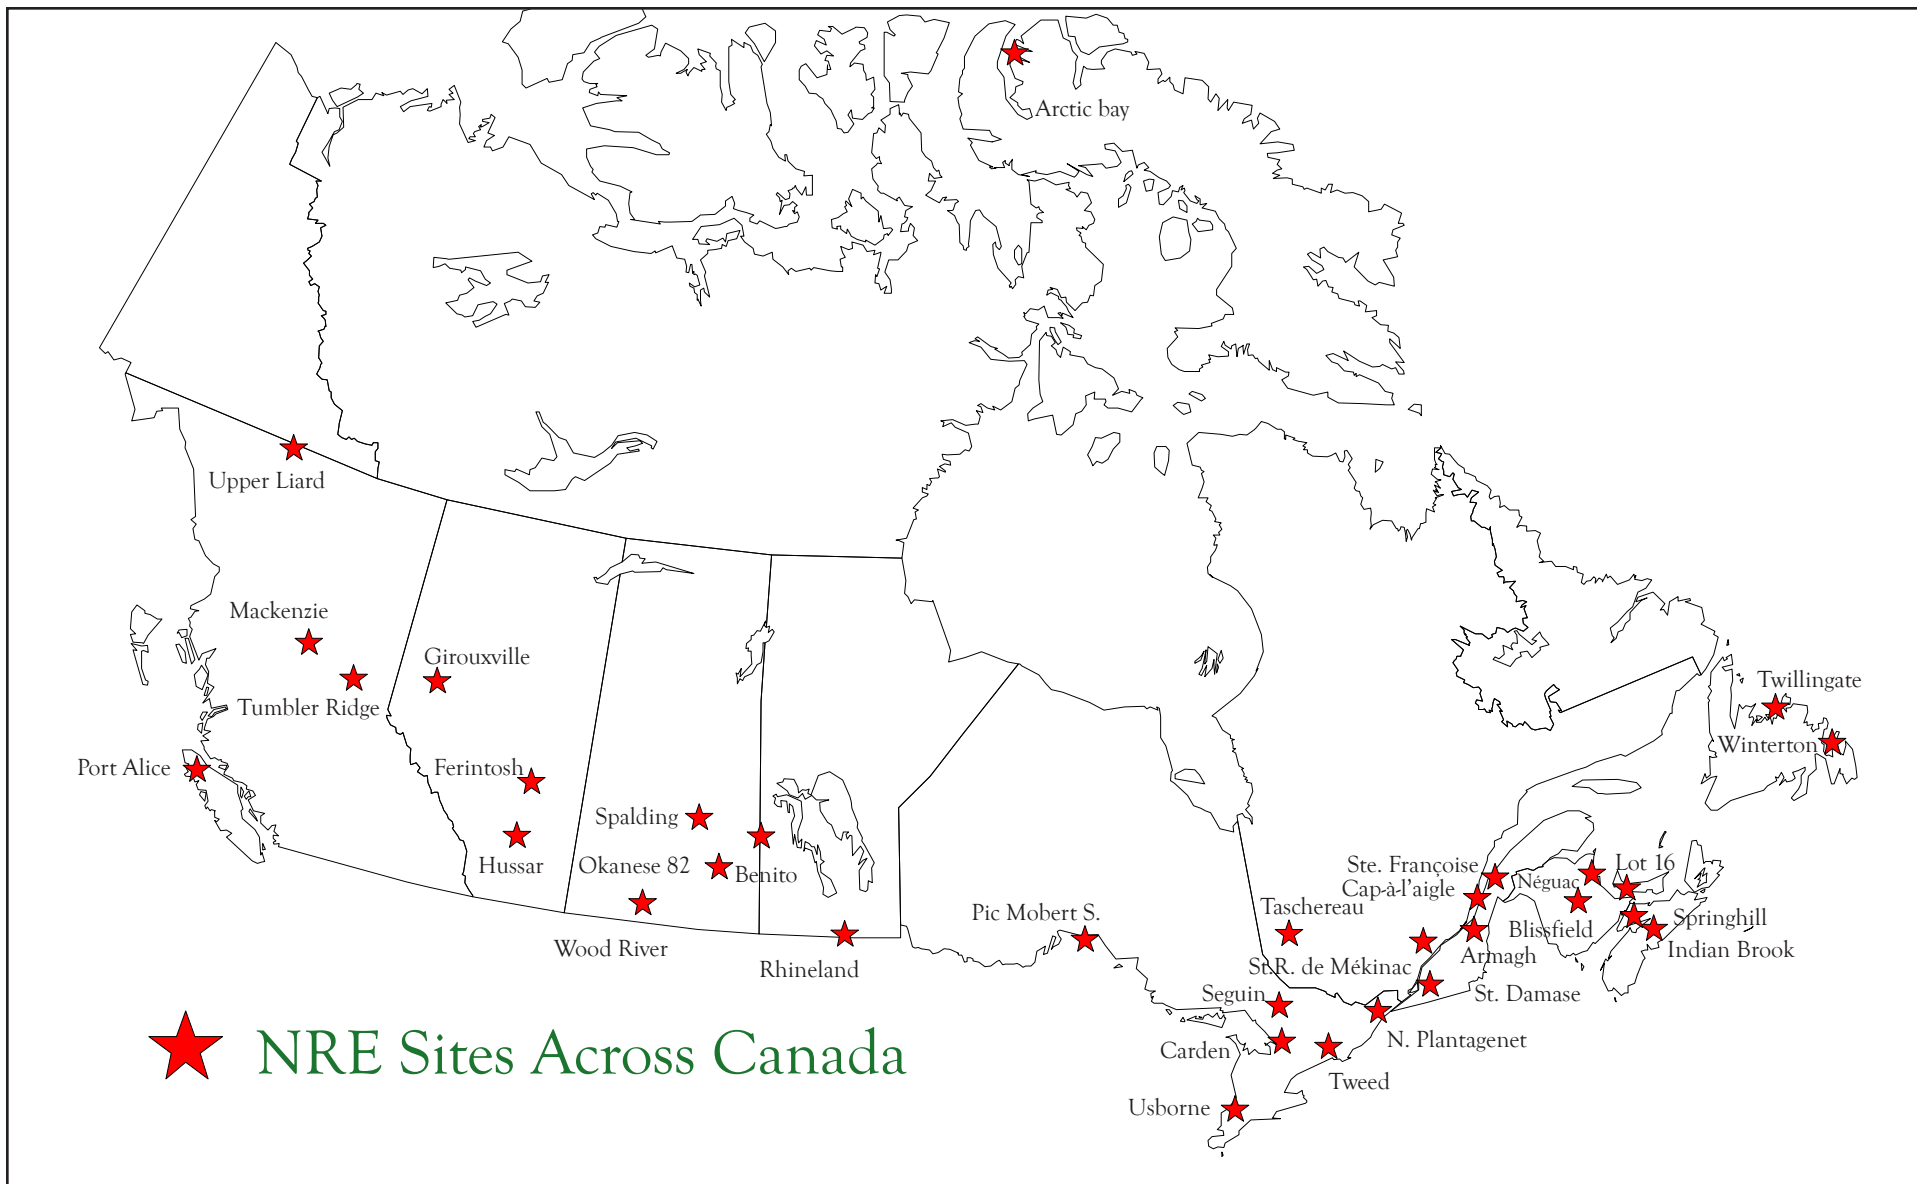 Arctic bay
Upper Liard
Mackenzie
Girouxville
Tumbler Ridge
Twillingate
Winterton
Port Alice
Ferintosh
Spalding
Hussar
Okanese 82
Benito
Ste. Françoise
Lot 16
Cap-à-l'aigle
Néguac
Taschereau
Pic Mobert S.
Springhill
Blissfield
Wood River
Indian Brook
Armagh
Rhineland
St.R. de Mékinac
Seguin
St. Damase
N. Plantagenet
Carden
NRE Sites Across Canada
Tweed
Usborne